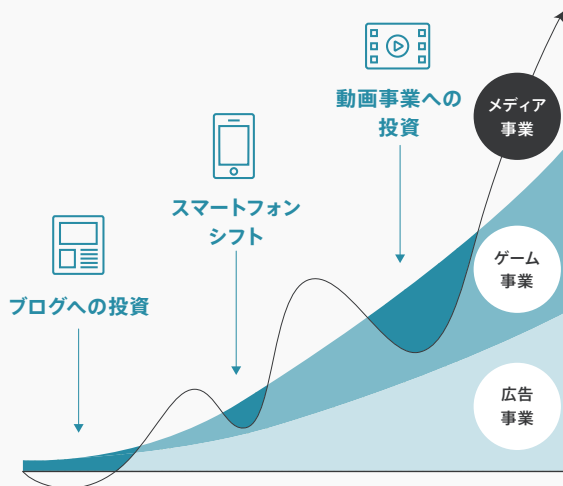 動画事業への
投資
メディア
事業
スマートフォン
シフト
ゲーム
事業
ブログへの投資
広告
事業